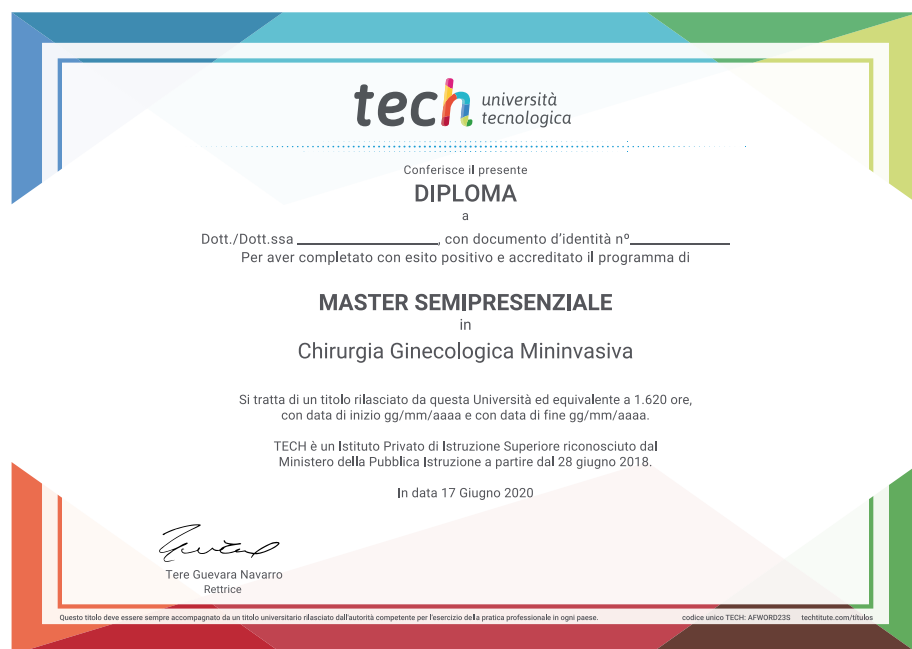 tech università
tecnologica
Conferisce il presente
DIPLOMA
a
Dott./Dott.ssa ____________________, con documento d'identità nº______________
Per aver completato con esito positivo e accreditato il programma di
MASTER SEMIPRESENZIALE
in
Chirurgia Ginecologica Mininvasiva
Si tratta di un titolo rilasciato da questa Università ed equivalente a 1.620 ore,
con data di inizio gg/mm/aaaa e con data di fine gg/mm/aaaa.
TECH è un Istituto Privato di Istruzione Superiore riconosciuto dal
Ministero della Pubblica Istruzione a partire dal 28 giugno 2018.
In data 17 Giugno 2020
Tere Guevara Navarro
Rettrice
Questo titolo deve essere sempre accompagnato da un titolo universitario rilasciato dall'autorità competente per l'esercizio della pratica professionale in ogni paese. codice unico TECH: AFWORD23S techtitute.com/títulos